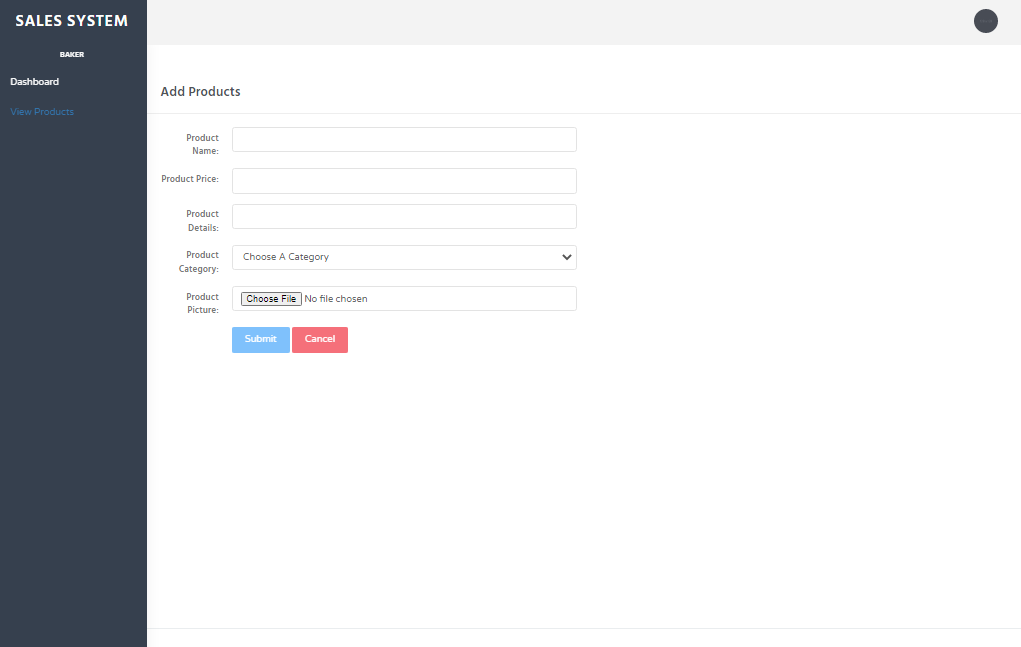 SALES SYSTEM
BAKER
Dashboard
View Products
Add Products
Product
Name:
Product Price:
Product
Details:
Product
Category:
Choose A Category
Product
Picture:
Choose File No file chosen
Submit Cancel